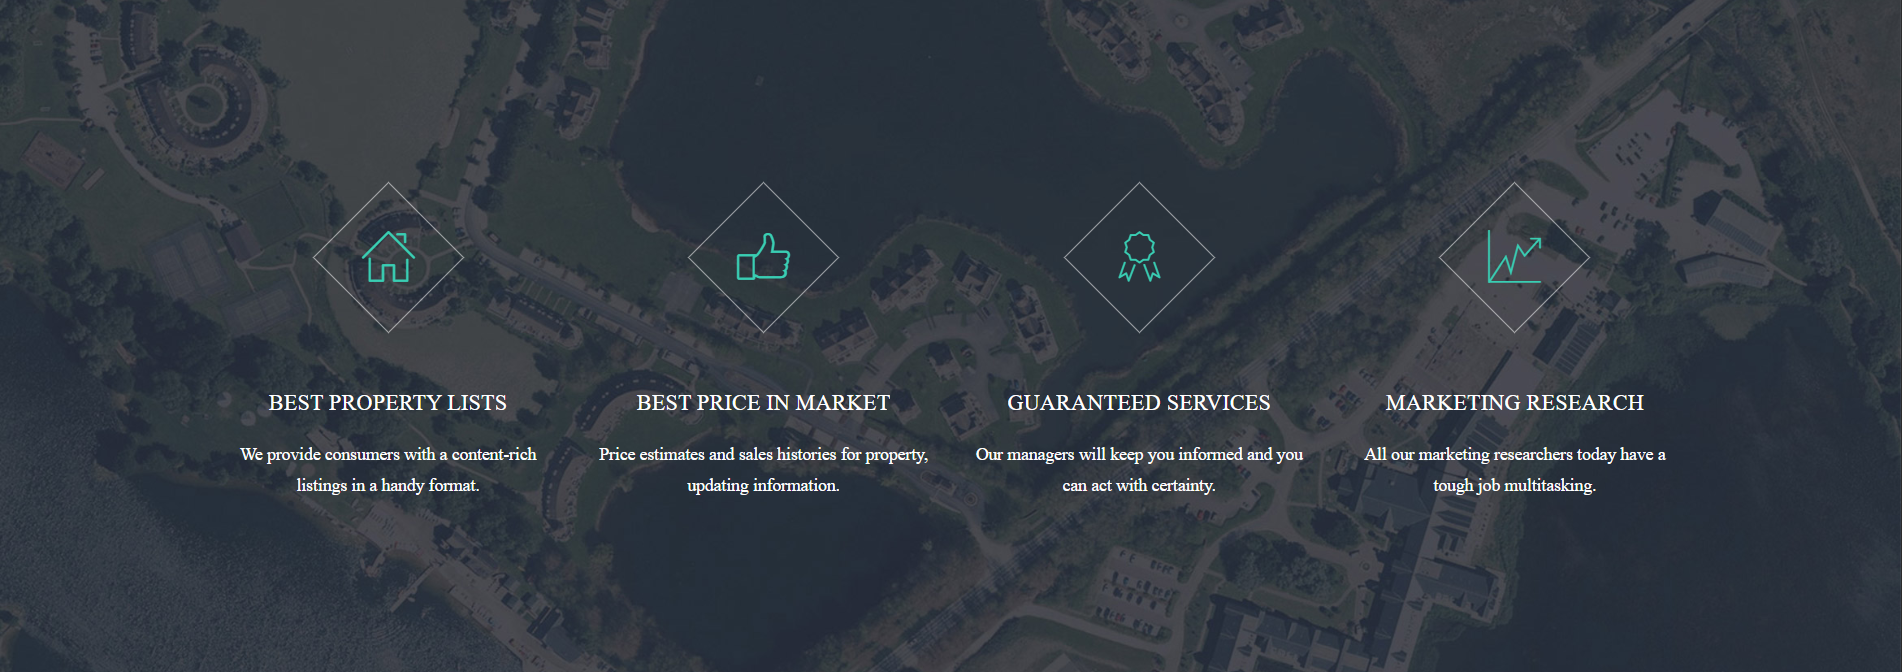 BEST PROPERTY LISTS
We provide consumers with a content-rich
listings in a handy format.
BEST PRICE IN MARKET
Price estimates and sales histories for property,
updating information.
GUARANTEED SERVICES
Our managers will keep you informed and you
can act with certainty.
MARKETING RESEARCH
All our marketing researchers today have a
tough job multitasking.